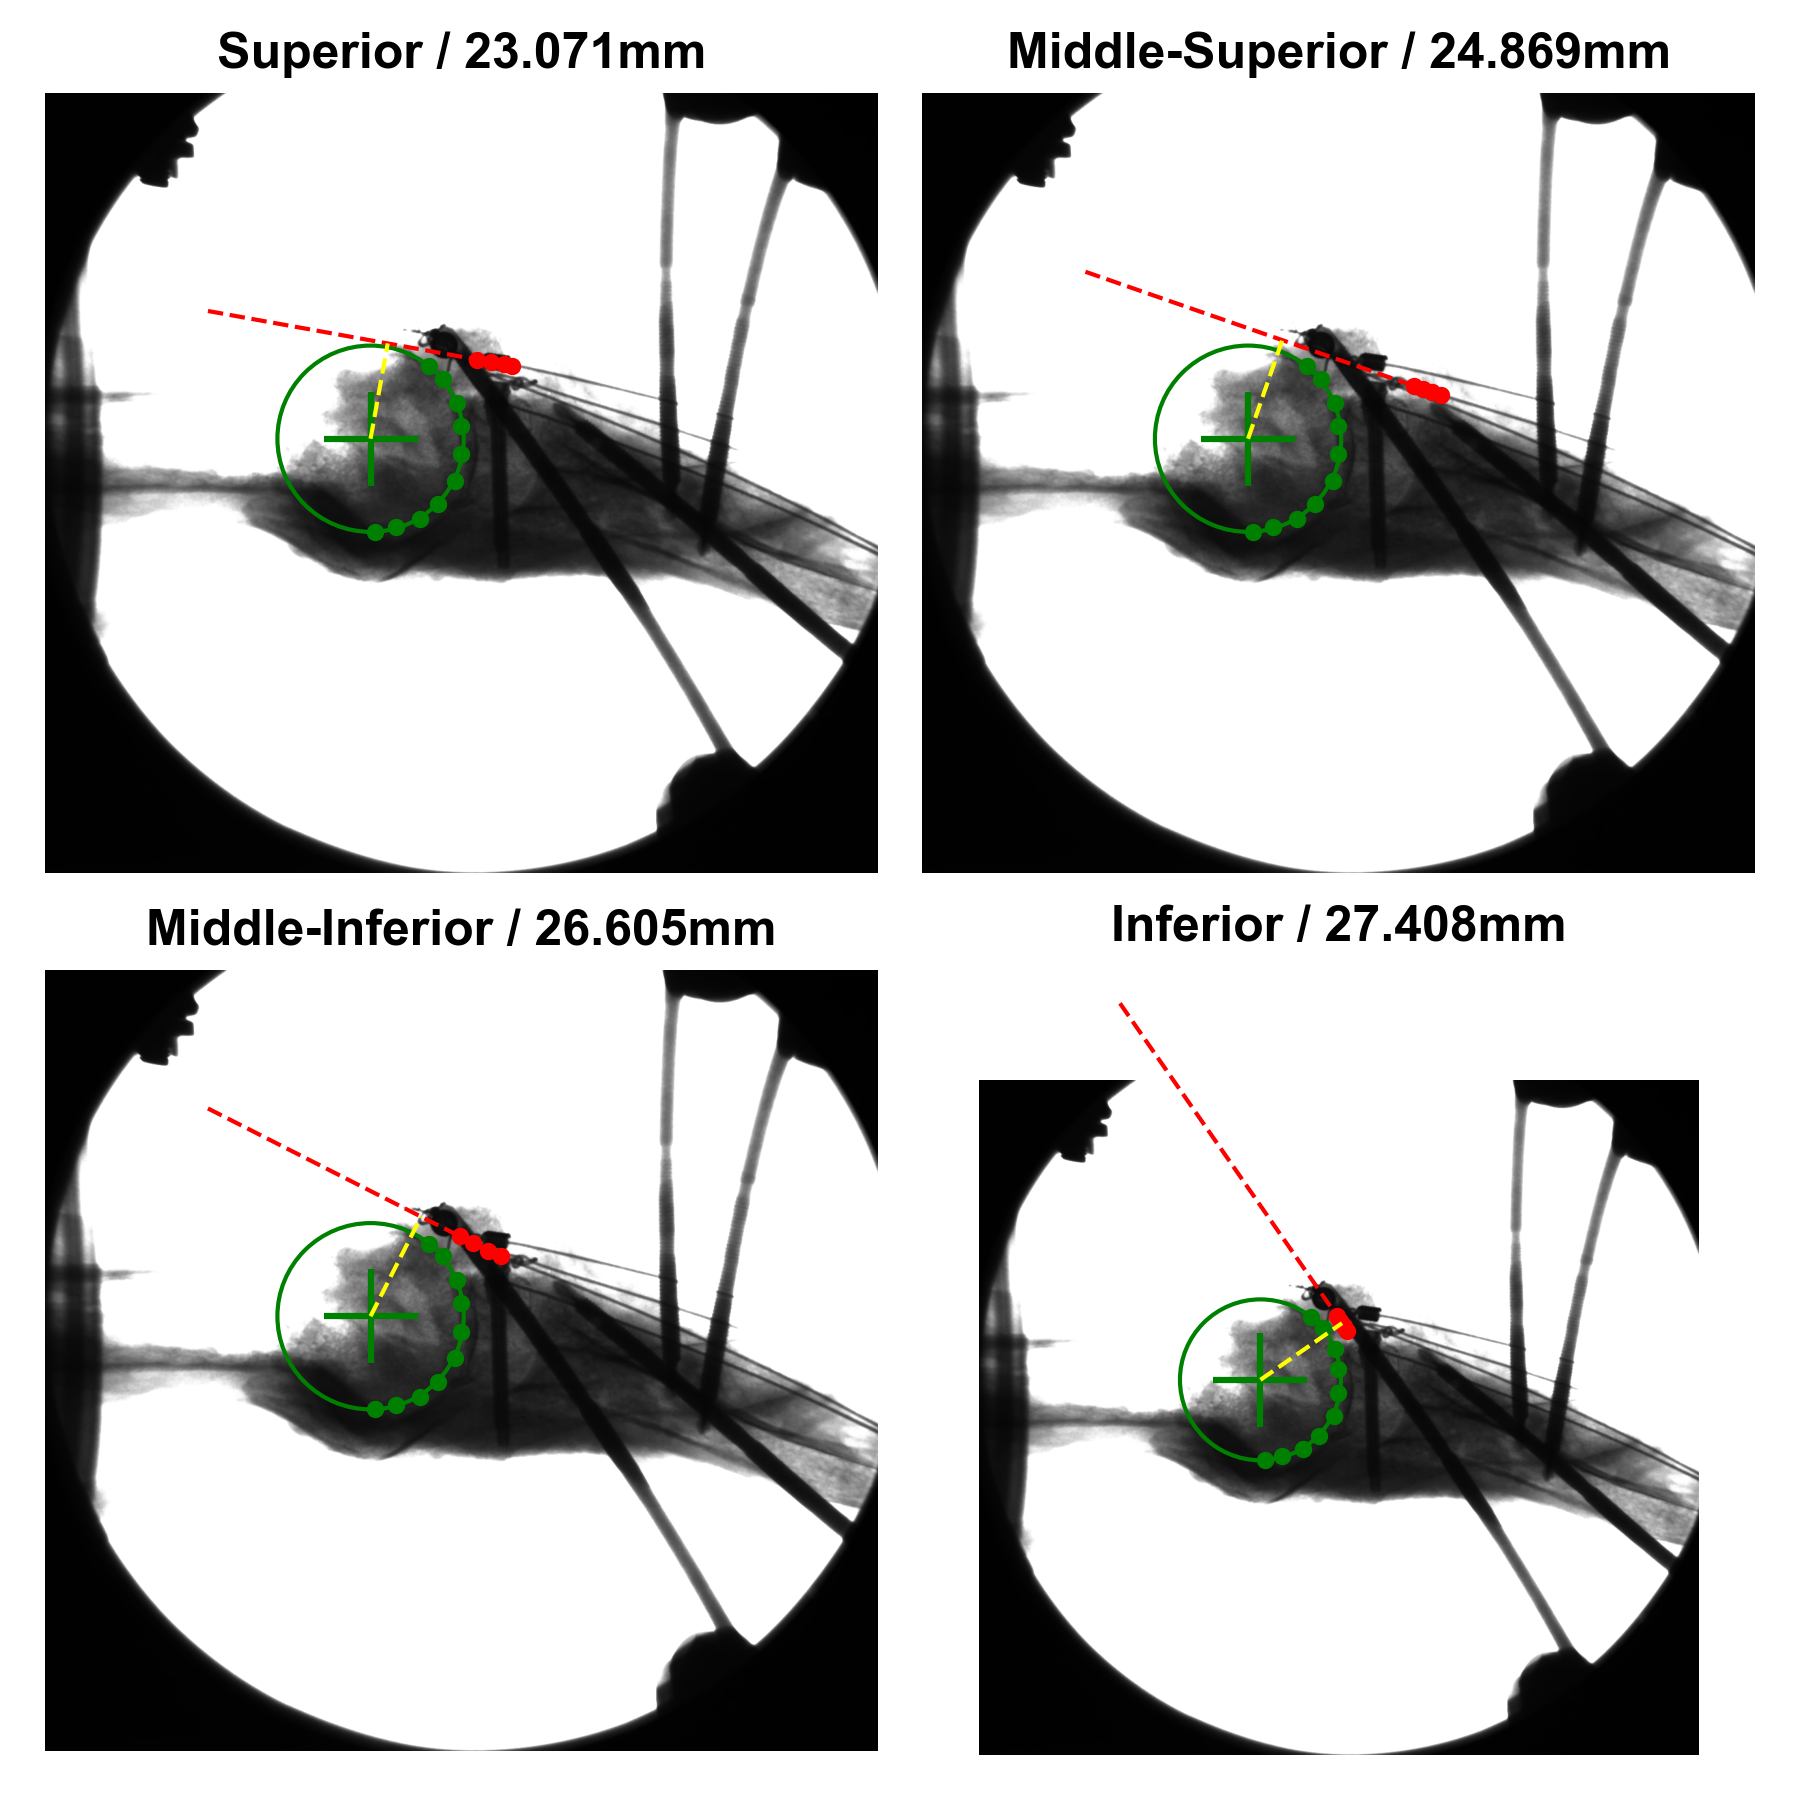 Superior / 23.071mm
Middle-Superior / 24.869mm
Middle-Inferior / 26.605mm
Inferior / 27.408mm